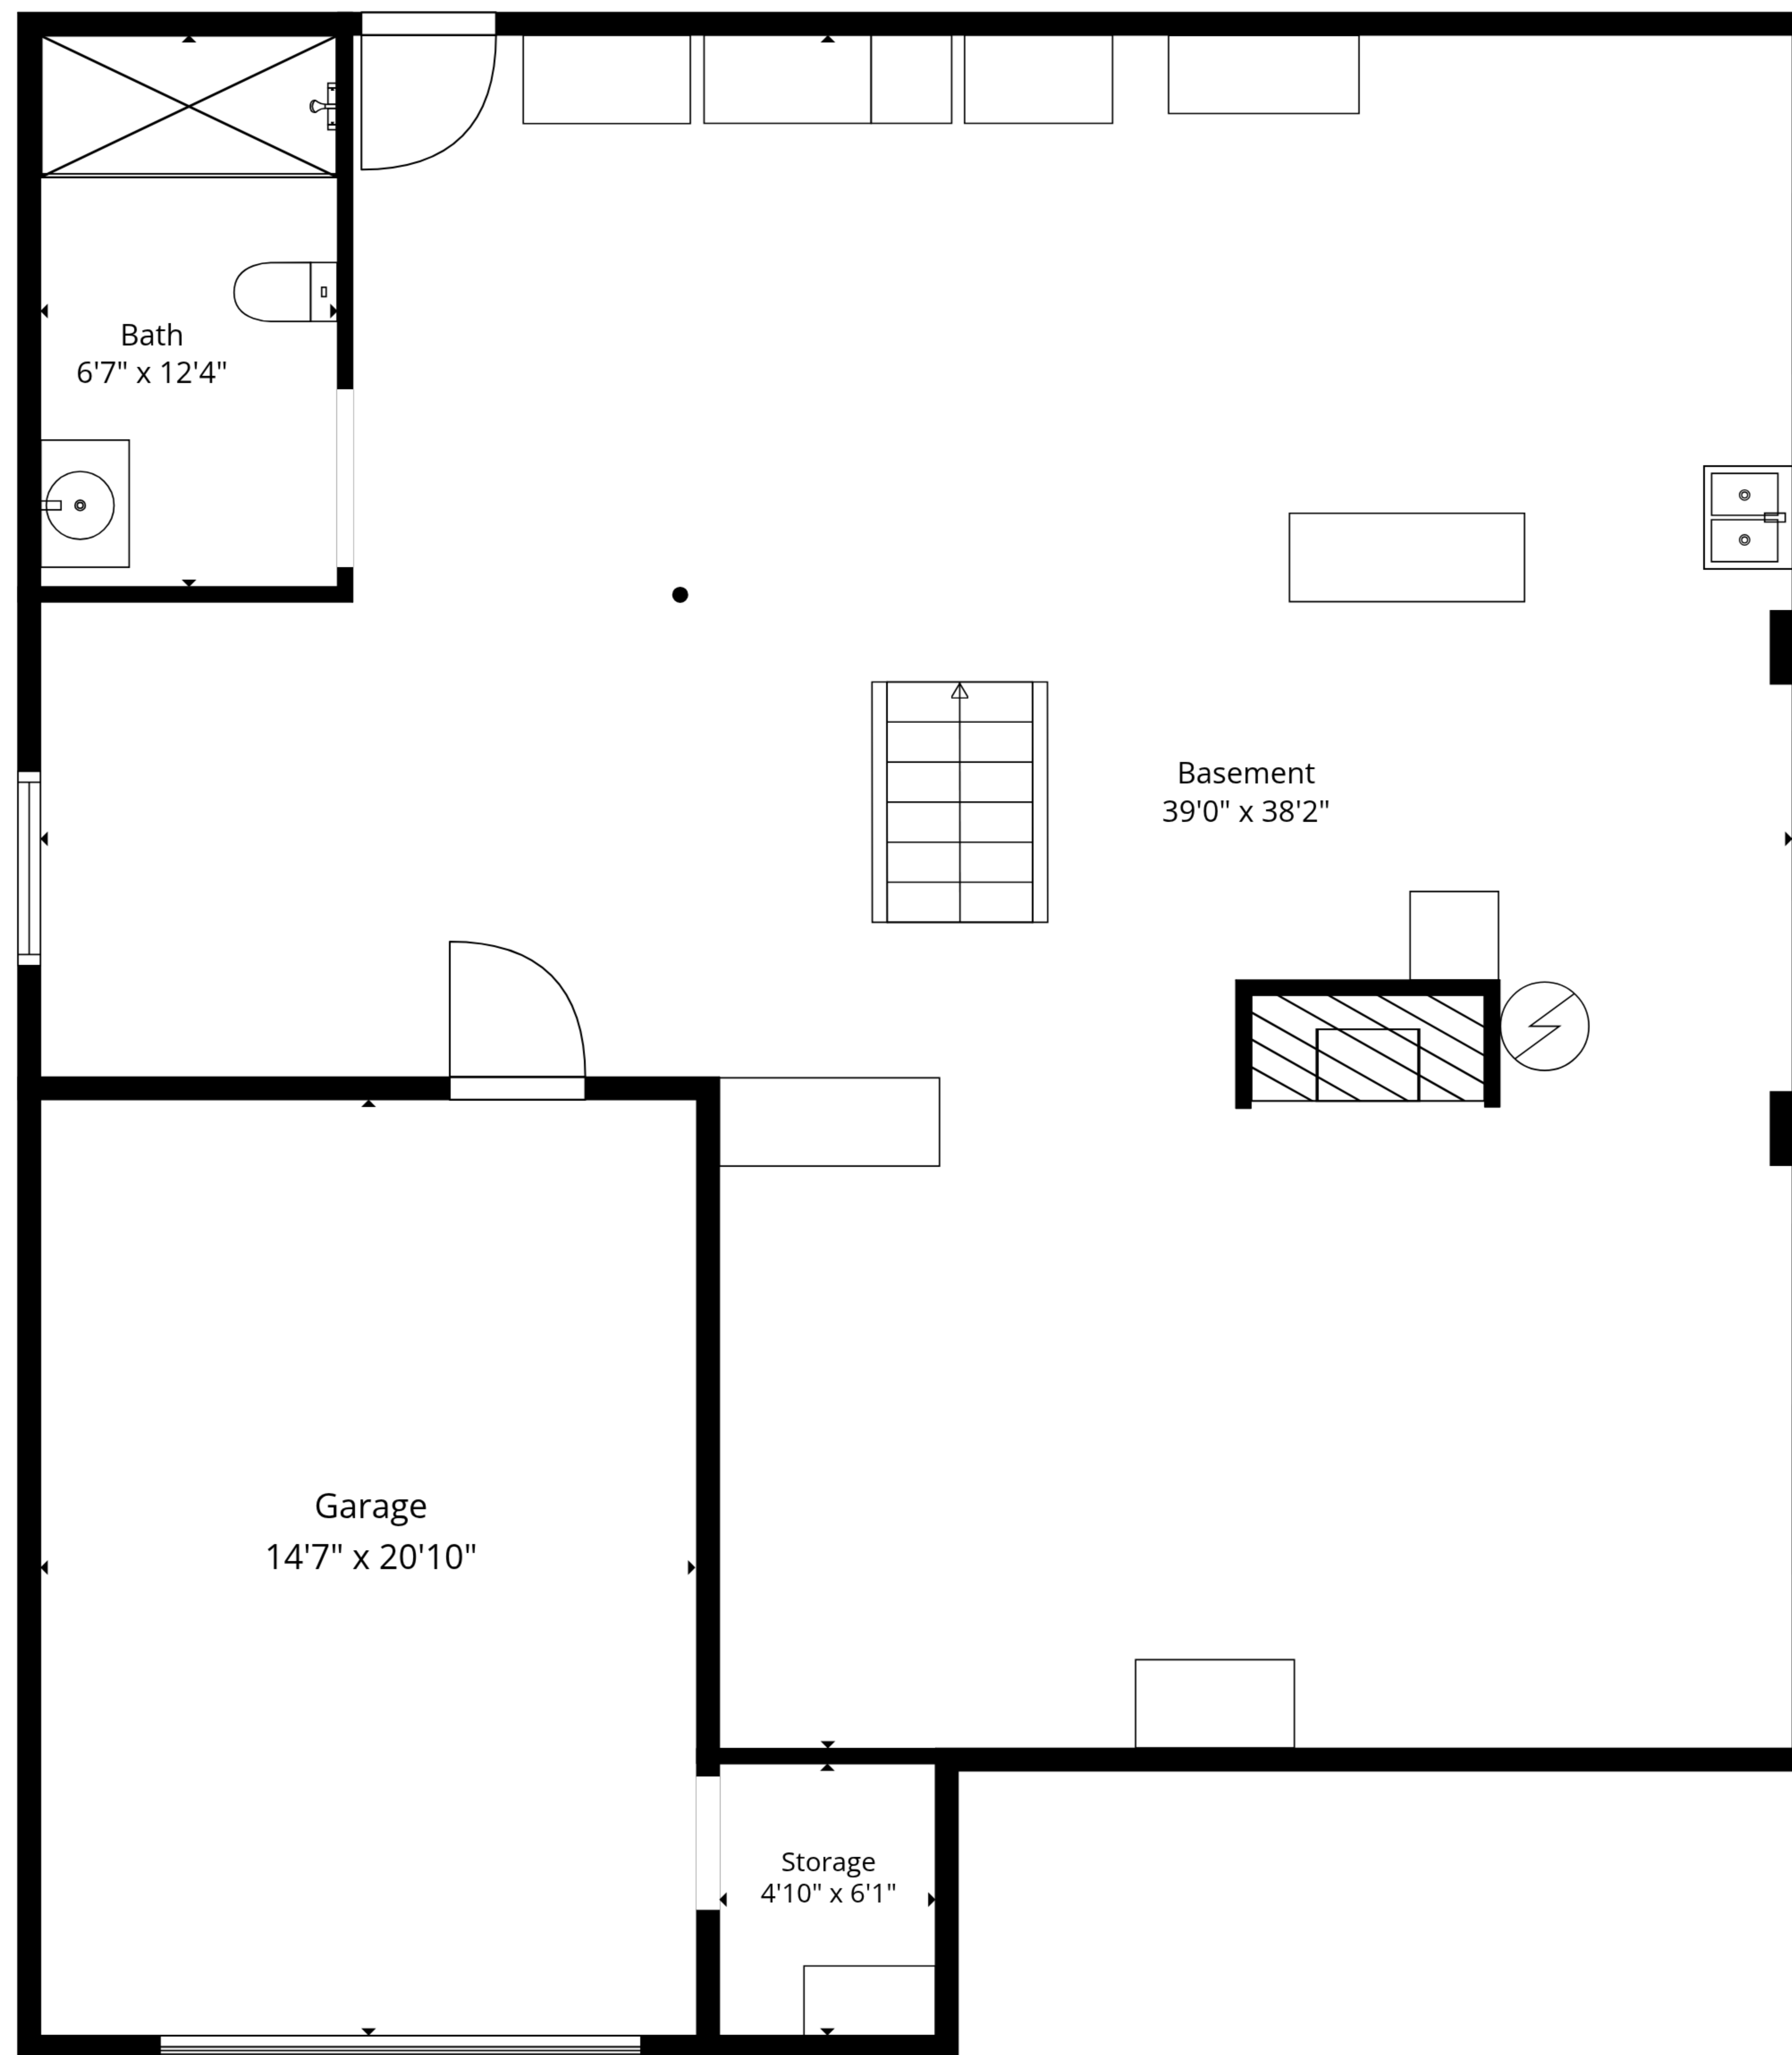 Bath
6'7" x 12'4"
Basement
39'0" x 38'2"
Garage
14'7" x 20'10"
Storage
4'10" x 6'1"